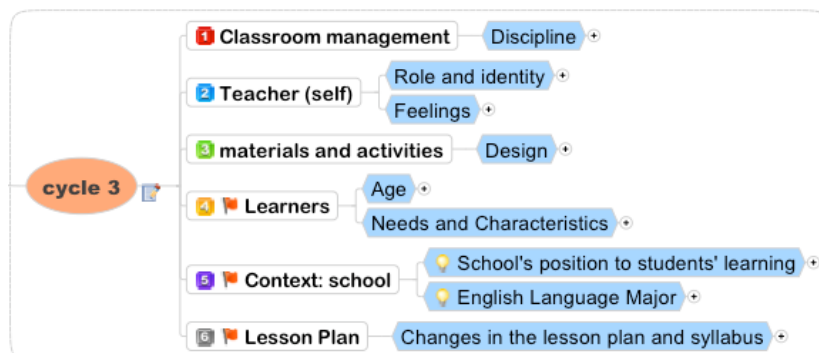 cycle 3
1 Classroom management
Discipline
2 Teacher (self)
Role and identity
Feelings
3 materials and activities
Design
4 Learners
Age
Needs and Characteristics
5 Context: school
School's position to students' learning
English Language Major
6 Lesson Plan
Changes in the lesson plan and syllabus